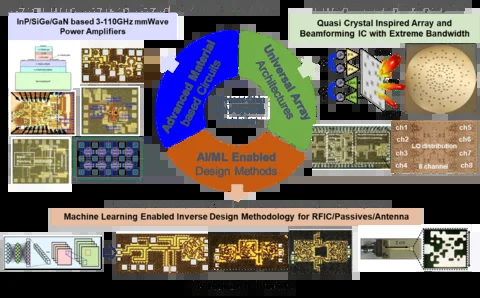 InP/SiGe/GaN based 3-110GHz mmWave
Power Amplifiers
Quasi Crystal Inspired Array and
Beamforming IC with Extreme Bandwidth
Advanced Material
based Circuits
Universal Array
Architectures
AI/ML Enabled
Design Methods
ch1
ch2
ch3
ch4
LO distribution
8 channel
ch5
ch6
ch7
ch8
Machine Learning Enabled Inverse Design Methodology for RFIC/Passives/Antenna